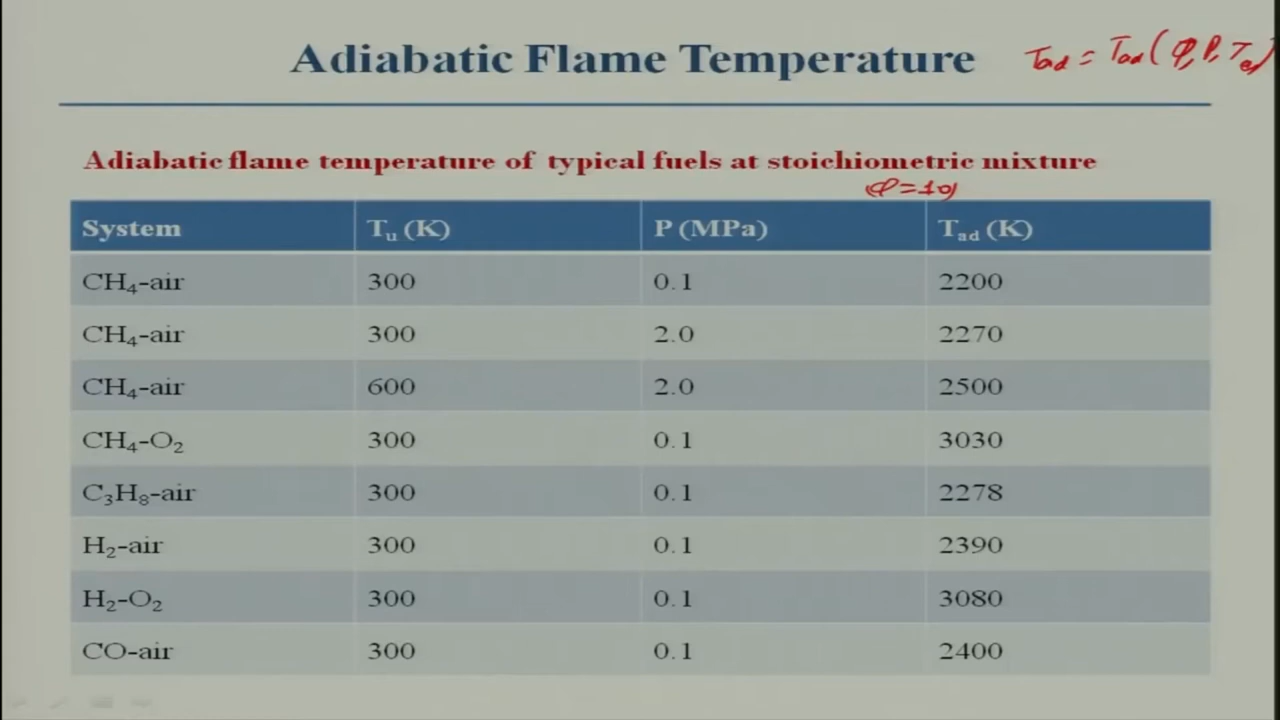 Adiabatic Flame Temperature
Tad = Tad (φ, P, Te)
Adiabatic flame temperature of typical fuels at stoichiometric mixture
(φ=1.0)
System Tu (K) P (MPa) Tad (K)
CH4-air 300 0.1 2200
CH4-air 300 2.0 2270
CH4-air 600 2.0 2500
CH4-O2 300 0.1 3030
C3H8-air 300 0.1 2278
H2-air 300 0.1 2390
H2-O2 300 0.1 3080
CO-air 300 0.1 2400